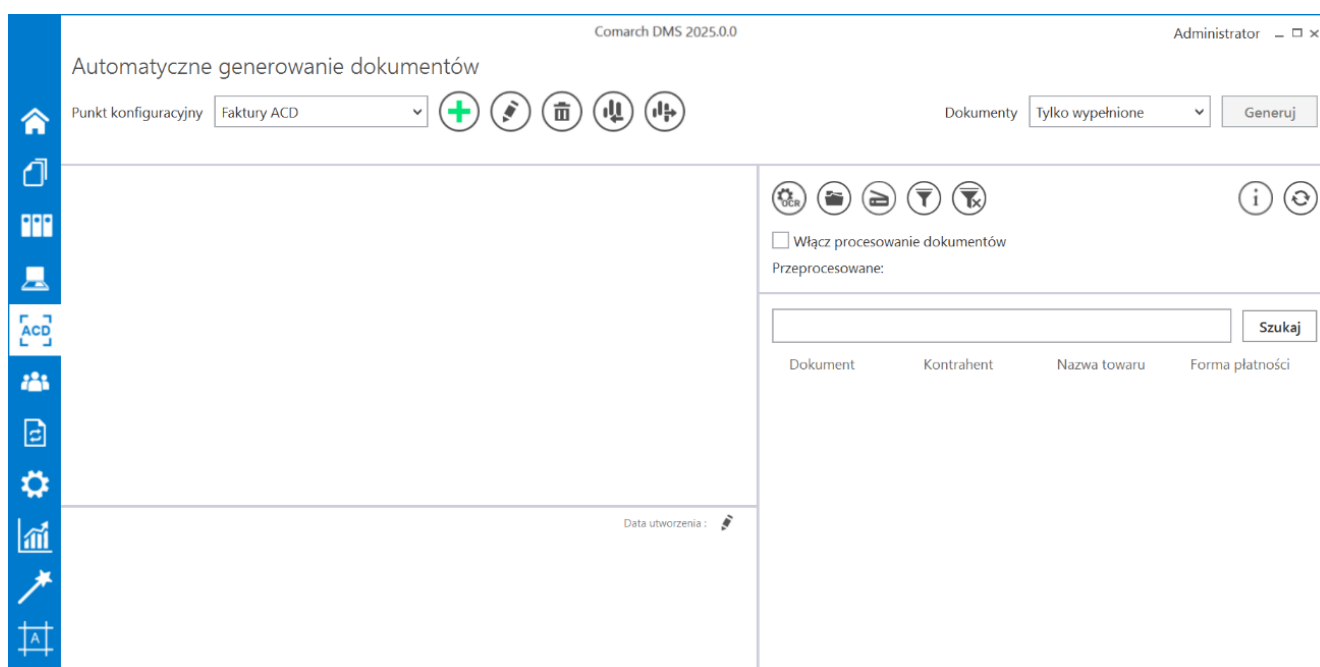 Comarch DMS 2025.0.0
Administrator
Automatyczne generowanie dokumentów
Punkt konfiguracyjny Faktury ACD
Dokumenty Tylko wypełnione Generuj
OCR
i
Włącz procesowanie dokumentów
Przeprocesowane:
ACD
Szukaj
Dokument Kontrahent Nazwa towaru Forma płatności
Data utworzenia :
A